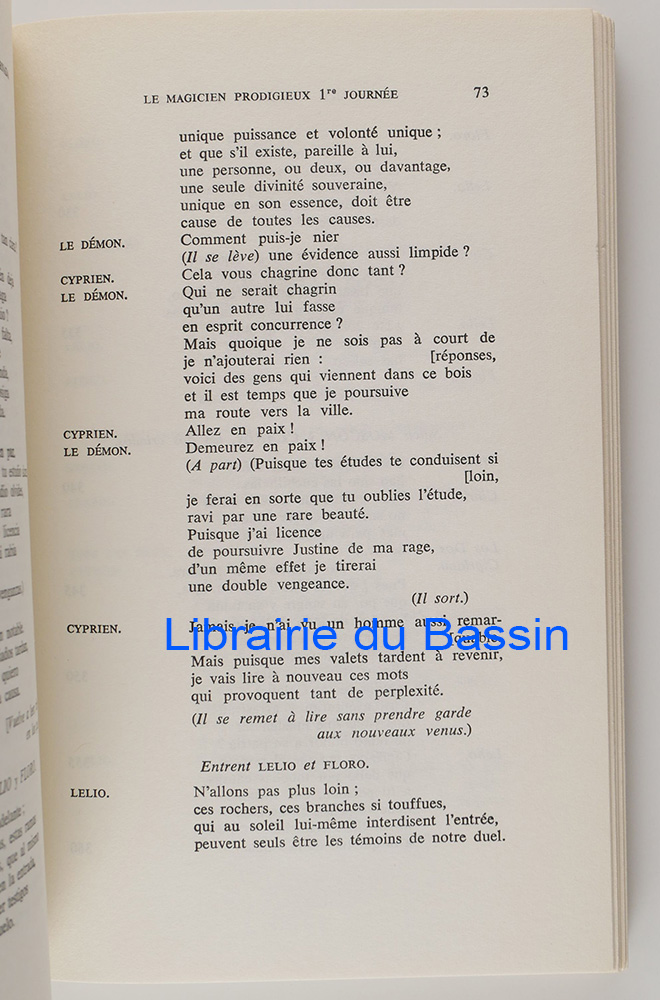 LE MAGICIEN PRODIGIEUX 1re JOURNÉE 73
unique puissance et volonté unique ;
et que s'il existe, pareille à lui,
une personne, ou deux, ou davantage,
une seule divinité souveraine,
unique en son essence, doit être
cause de toutes les causes.
LE DÉMON. Comment puis-je nier
(Il se lève) une évidence aussi limpide ?
CYPRIEN. Cela vous chagrine donc tant ?
LE DÉMON. Qui ne serait chagrin
qu'un autre lui fasse
en esprit concurrence ?
Mais quoique je ne sois pas à court de
je n'ajouterai rien : [réponses,
voici des gens qui viennent dans ce bois
et il est temps que je poursuive
ma route vers la ville.
CYPRIEN. Allez en paix !
LE DÉMON. Demeurez en paix !
(A part) (Puisque tes études te conduisent si
[loin,
je ferai en sorte que tu oublies l'étude,
ravi par une rare beauté.
Puisque j'ai licence
de poursuivre Justine de ma rage,
d'un même effet je tirerai
une double vengeance.
(Il sort.)
CYPRIEN. Jamais je n'ai vu un homme aussi remar-
[quable.
Librairie du Bassin
Mais puisque mes valets tardent à revenir,
je vais lire à nouveau ces mots
qui provoquent tant de perplexité.
(Il se remet à lire sans prendre garde
aux nouveaux venus.)
Entrent LELIO et FLORO.
LELIO. N'allons pas plus loin ;
ces rochers, ces branches si touffues,
qui au soleil lui-même interdisent l'entrée,
peuvent seuls être les témoins de notre duel.